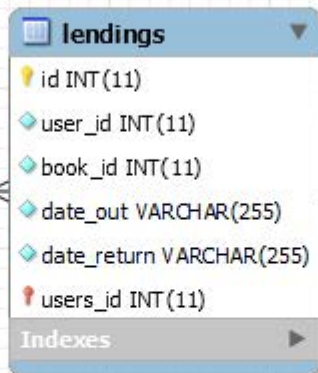 lendings
id INT(11)
user_id INT(11)
book_id INT(11)
date_out VARCHAR(255)
date_return VARCHAR(255)
users_id INT(11)
Indexes